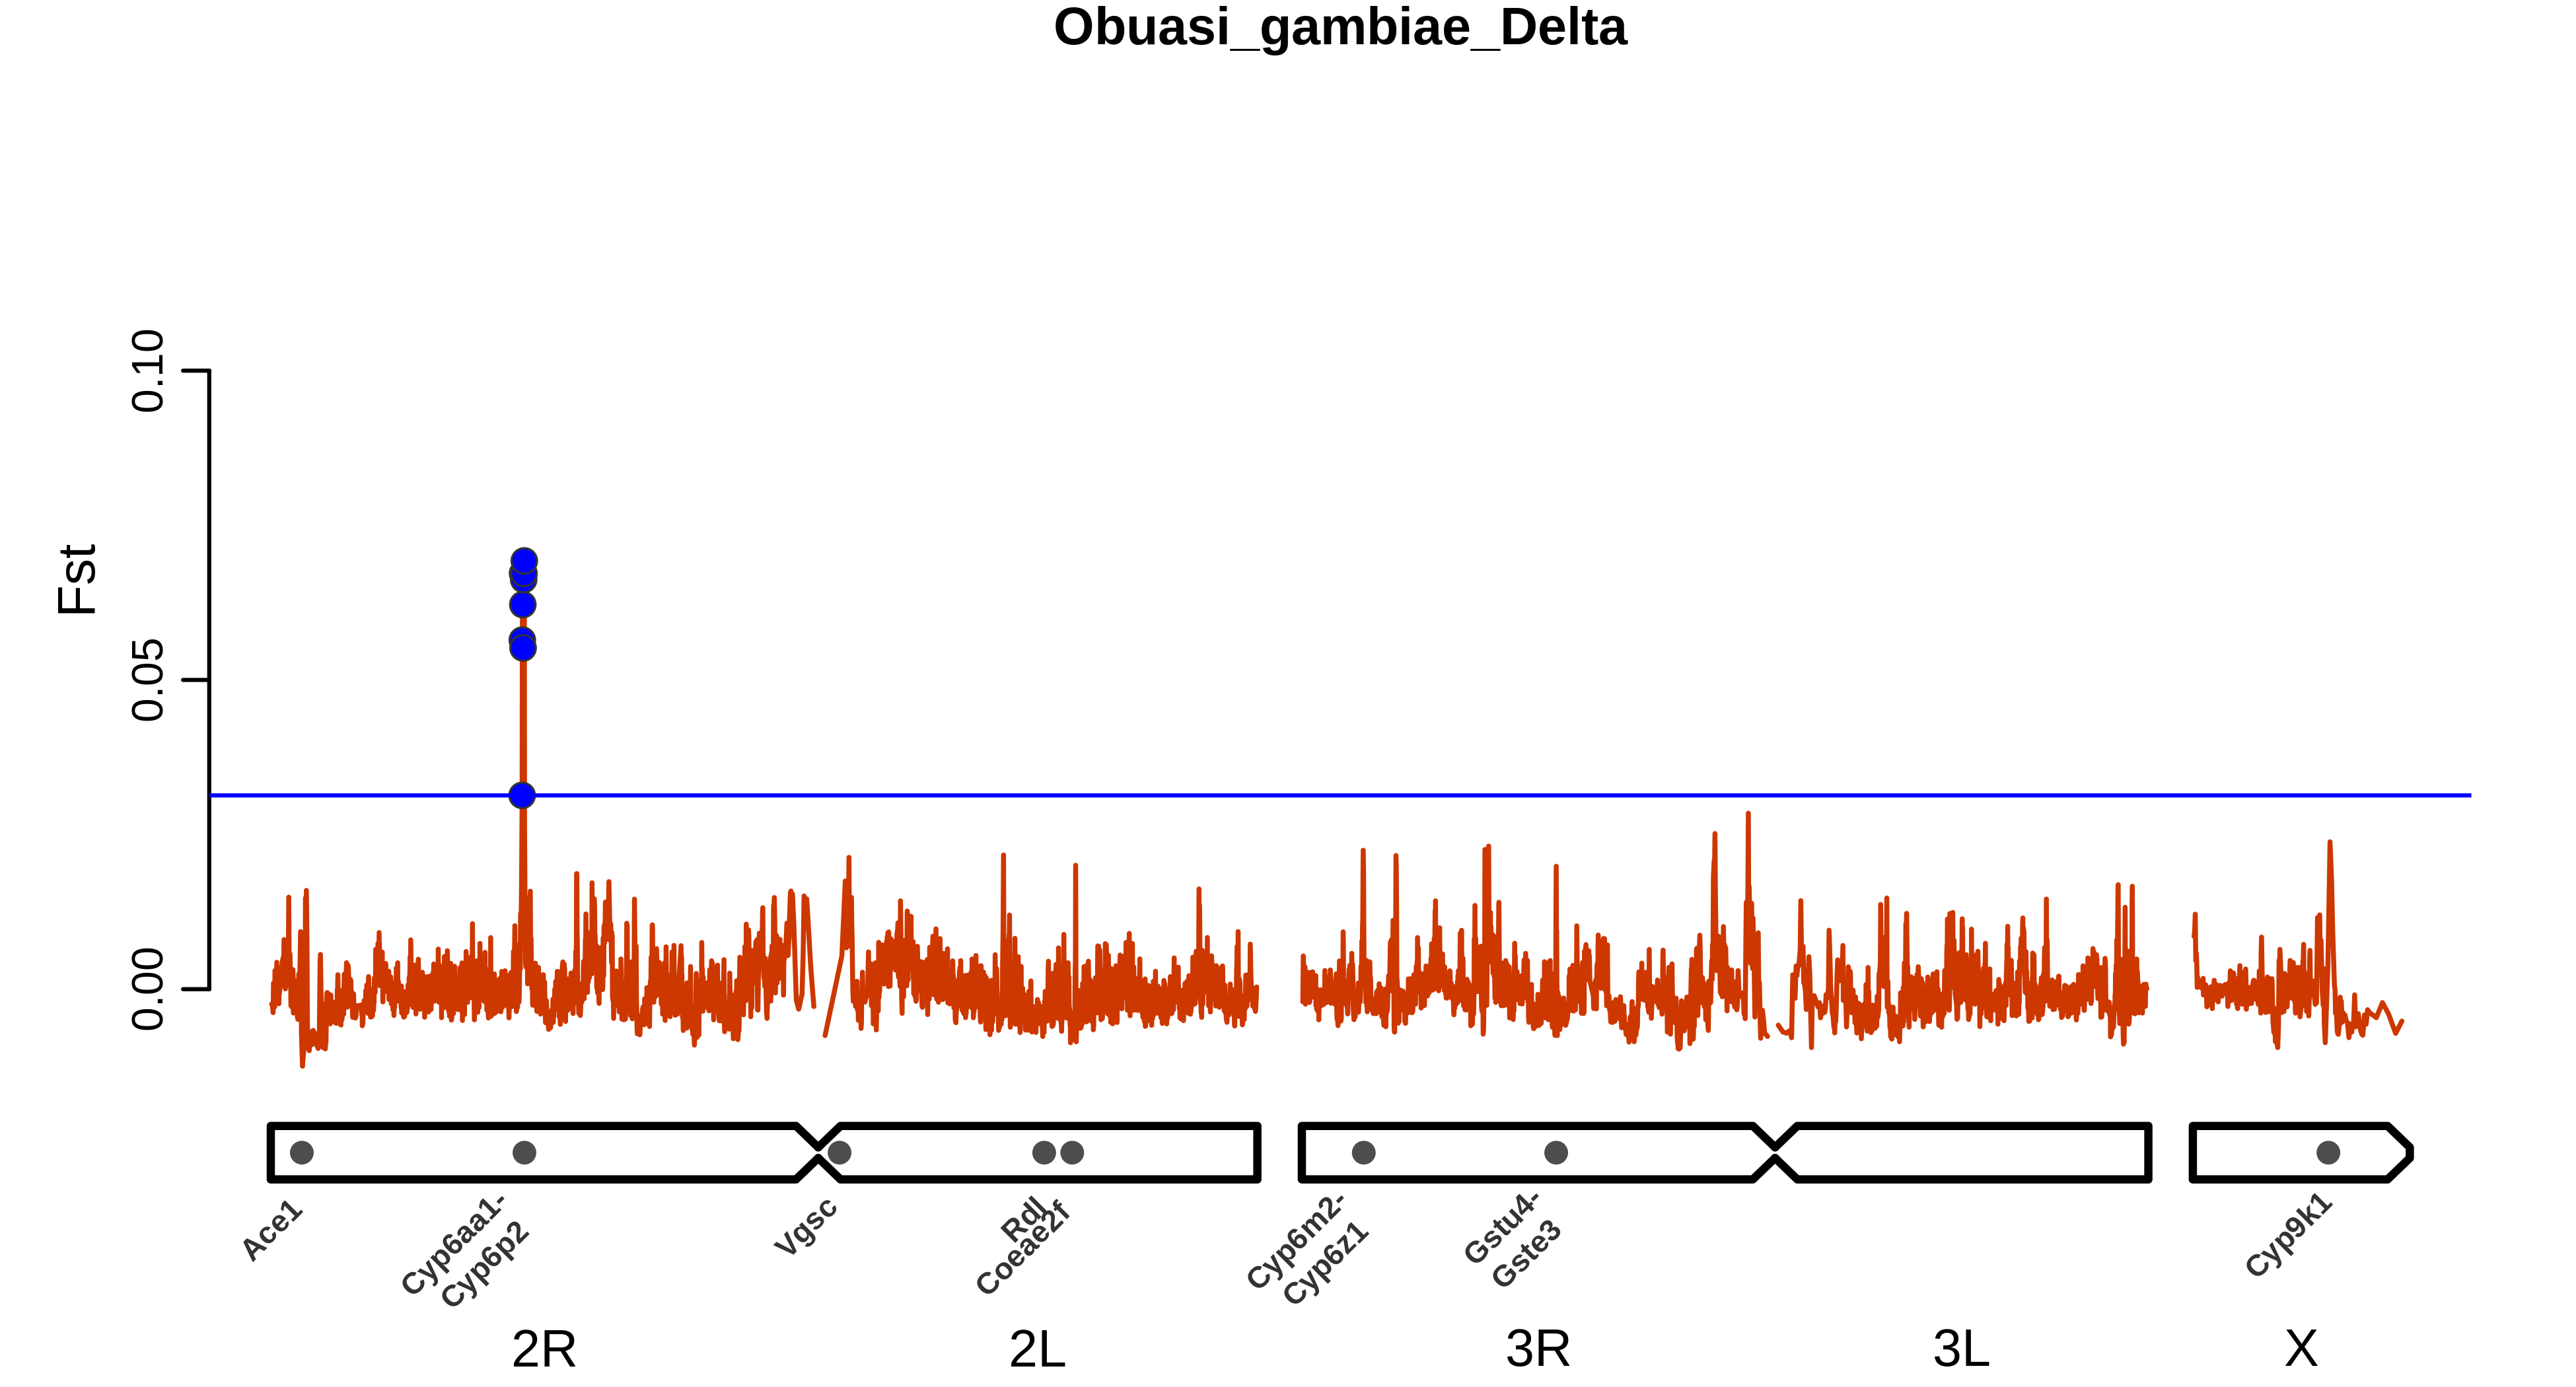 Obuasi_gambiae_Delta
Fst
0.10
0.05
0.00
Ace1
Cyp6aa1-
Cyp6p2
Vgsc
Rdl
Coeae2f
Cyp6m2-
Cyp6z1
Gstu4-
Gste3
Cyp9k1
2R
2L
3R
3L
X